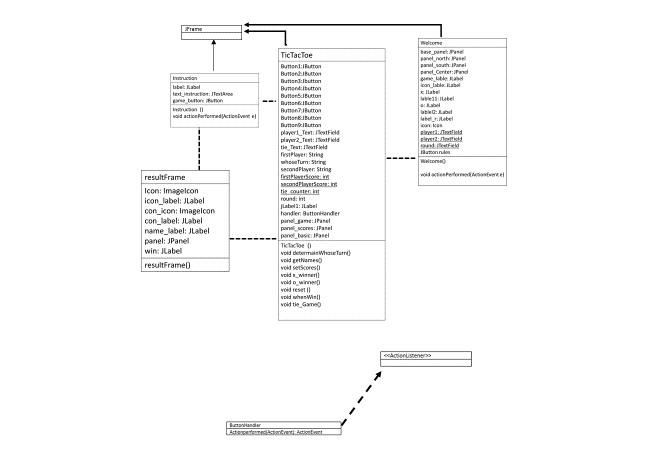 JFrame
Instruction
label: JLabel
text_instruction: JTextArea
game_button: JButton
Instruction ()
void actionPerformed(ActionEvent e)
resultFrame
Icon: ImageIcon
icon_label: JLabel
con_icon: ImageIcon
con_label: JLabel
name_label: JLabel
panel: JPanel
win: JLabel
resultFrame()
TicTacToe
Button1:JButton
Button2:JButton
Button3:JButton
Button4:JButton
Button5:JButton
Button6:JButton
Button7:JButton
Button8:JButton
Button9:JButton
player1_Text: JTextField
player2_Text: JTextField
tie_Text: JTextField
firstPlayer: String
whoseTurn: String
secondPlayer: String
firstPlayerScore: int
secondPlayerScore: int
tie_counter: int
round: int
jLabel1: JLabel
handler: ButtonHandler
panel_game: JPanel
panel_scores: JPanel
panel_basic: JPanel
TicTacToe ()
void determainWhoseTurn()
void getNames()
void setScores()
void x_winner()
void o_winner()
void reset ()
void whenWin()
void tie_Game()
Welcome
base_panel: JPanel
panel_north: JPanel
panel_south: JPanel
panel_Center: JPanel
game_lable: JLabel
icon_lable: JLabel
x: JLabel
lable11: JLabel
o: JLabel
label_r: JLabel
icon: Icon
player1: JTextField
player2: JTextField
round: JTextField
JButton rules
Welcome()
void actionPerformed(ActionEvent e)
<<ActionListener>>
ButtonHandler
Actionperformed(ActionEvent): ActionEvent